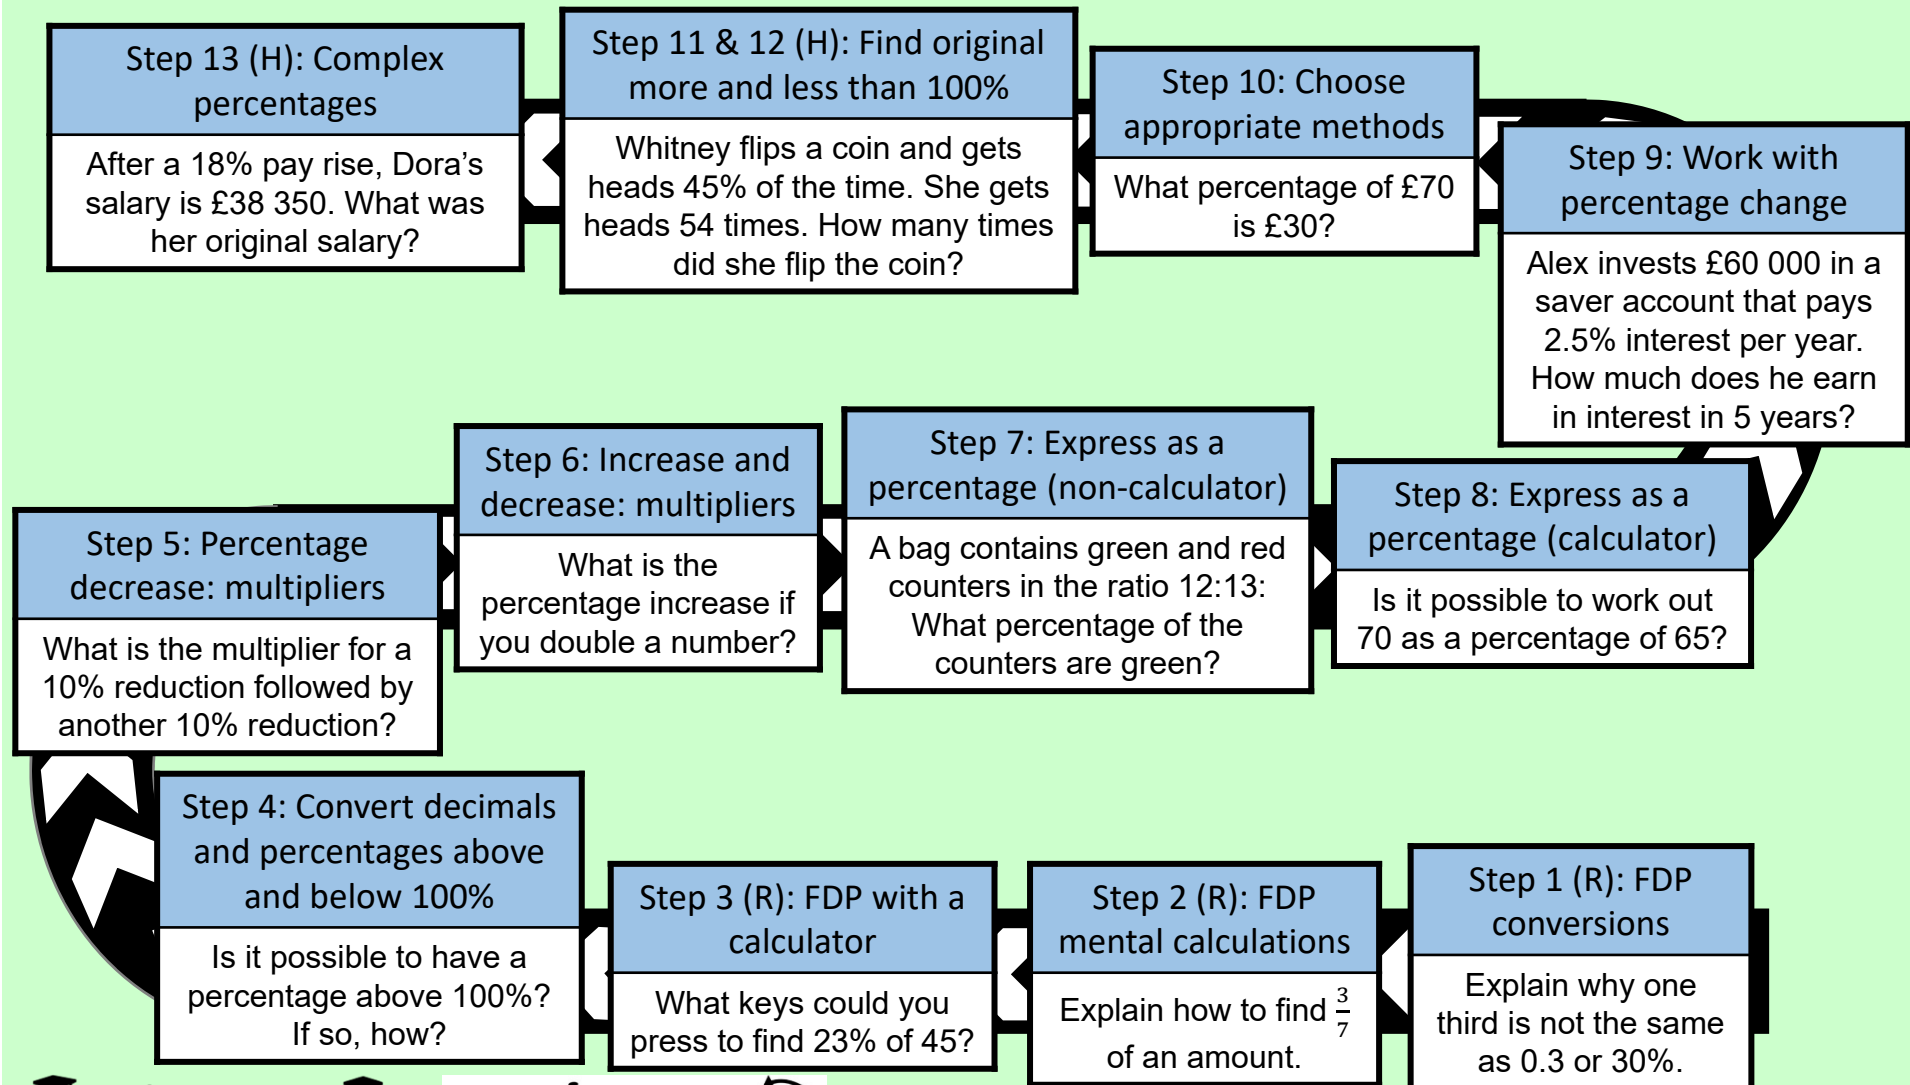 Step 13 (H): Complex
percentages
After a 18% pay rise, Dora's
salary is £38 350. What was
her original salary?
Step 11 & 12 (H): Find original
more and less than 100%
Whitney flips a coin and gets
heads 45% of the time. She gets
heads 54 times. How many times
did she flip the coin?
Step 10: Choose
appropriate methods
What percentage of £70
is £30?
Step 9: Work with
percentage change
Alex invests £60 000 in a
saver account that pays
2.5% interest per year.
How much does he earn
in interest in 5 years?
Step 5: Percentage
decrease: multipliers
What is the multiplier for a
10% reduction followed by
another 10% reduction?
Step 6: Increase and
decrease: multipliers
What is the
percentage increase if
you double a number?
Step 7: Express as a
percentage (non-calculator)
A bag contains green and red
counters in the ratio 12:13:
What percentage of the
counters are green?
Step 8: Express as a
percentage (calculator)
Is it possible to work out
70 as a percentage of 65?
Step 4: Convert decimals
and percentages above
and below 100%
Is it possible to have a
percentage above 100%?
If so, how?
Step 3 (R): FDP with a
calculator
What keys could you
press to find 23% of 45?
Step 2 (R): FDP
mental calculations
Explain how to find 3/7
of an amount.
Step 1 (R): FDP
conversions
Explain why one
third is not the same
as 0.3 or 30%.